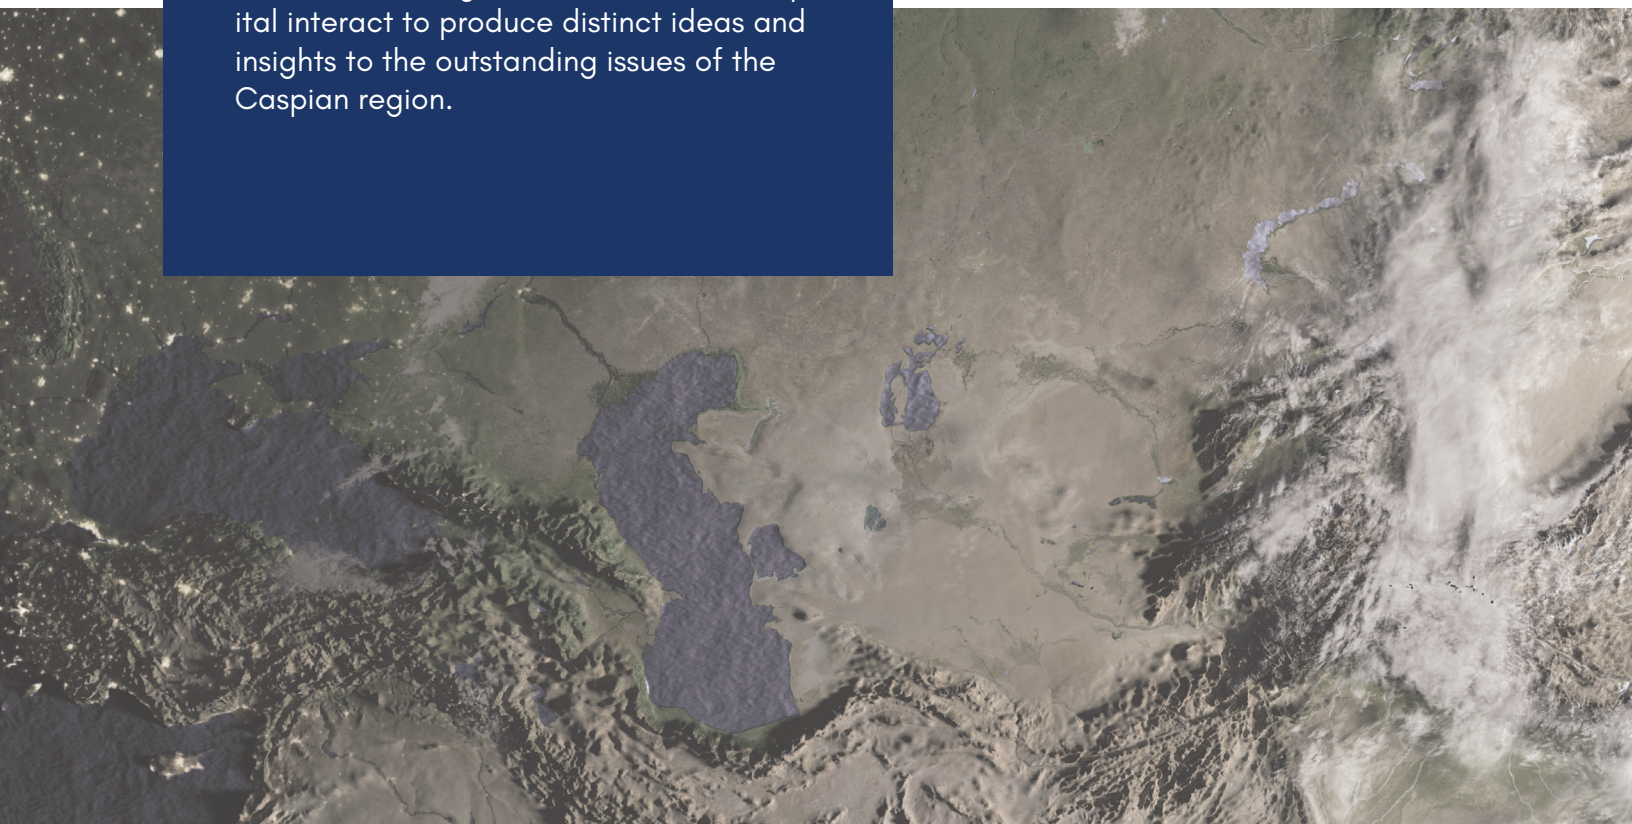 ital interact to produce distinct ideas and
insights to the outstanding issues of the
Caspian region.